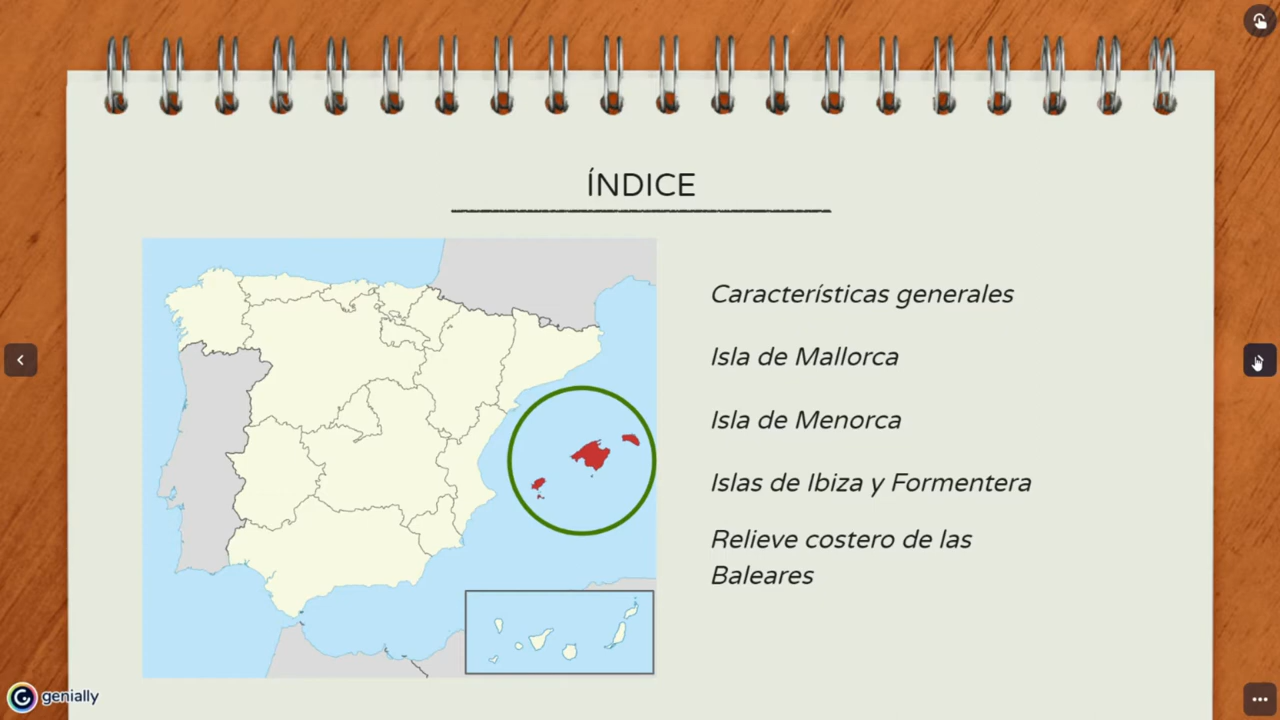 ÍNDICE
Características generales
Isla de Mallorca
Isla de Menorca
Islas de Ibiza y Formentera
Relieve costero de las
Baleares
genially